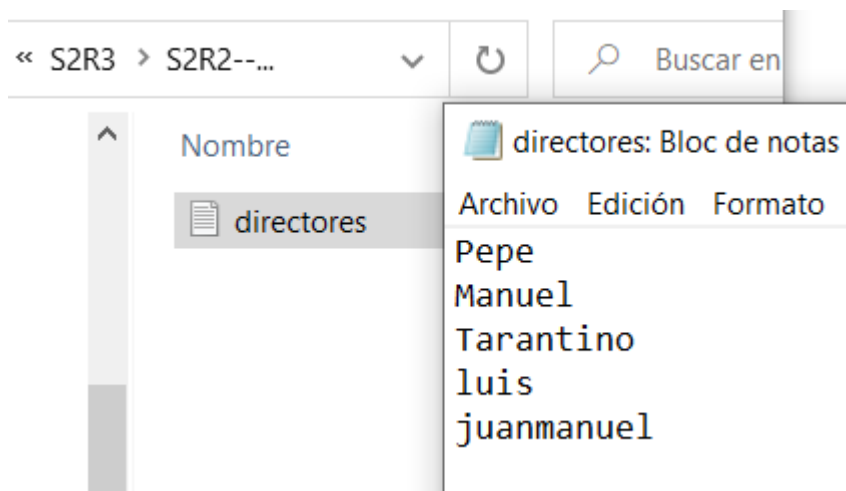 « S2R3 > S2R2--...
Buscar en
Nombre
directores
directores: Bloc de notas
Archivo Edición Formato
Pepe
Manuel
Tarantino
luis
juanmanuel